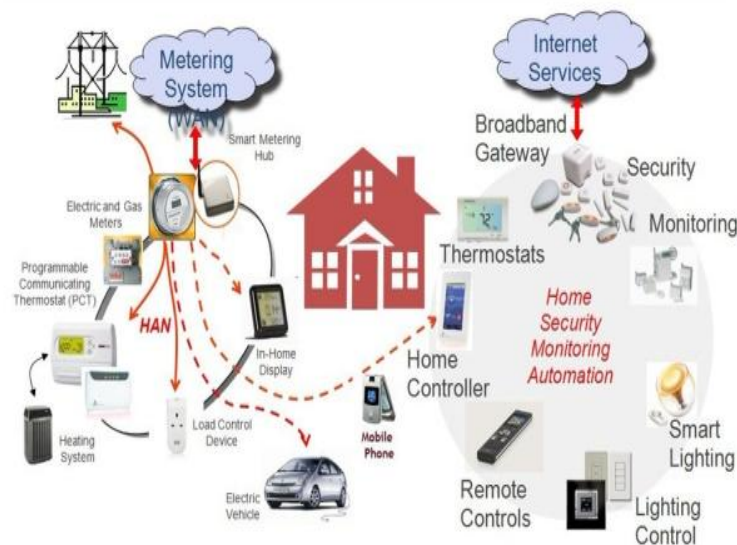 Metering
System
(WAN)
Smart Metering
Hub
Electric and Gas
Meters
Programmable
Communicating
Thermostat (PCT)
HAN
In-Home
Display
Load Control
Device
Heating
System
Electric
Vehicle
Mobile
Phone
Internet
Services
Broadband
Gateway
Security
Monitoring
Thermostats
Home
Controller
Home
Security
Monitoring
Automation
Smart
Lighting
Lighting
Control
Remote
Controls